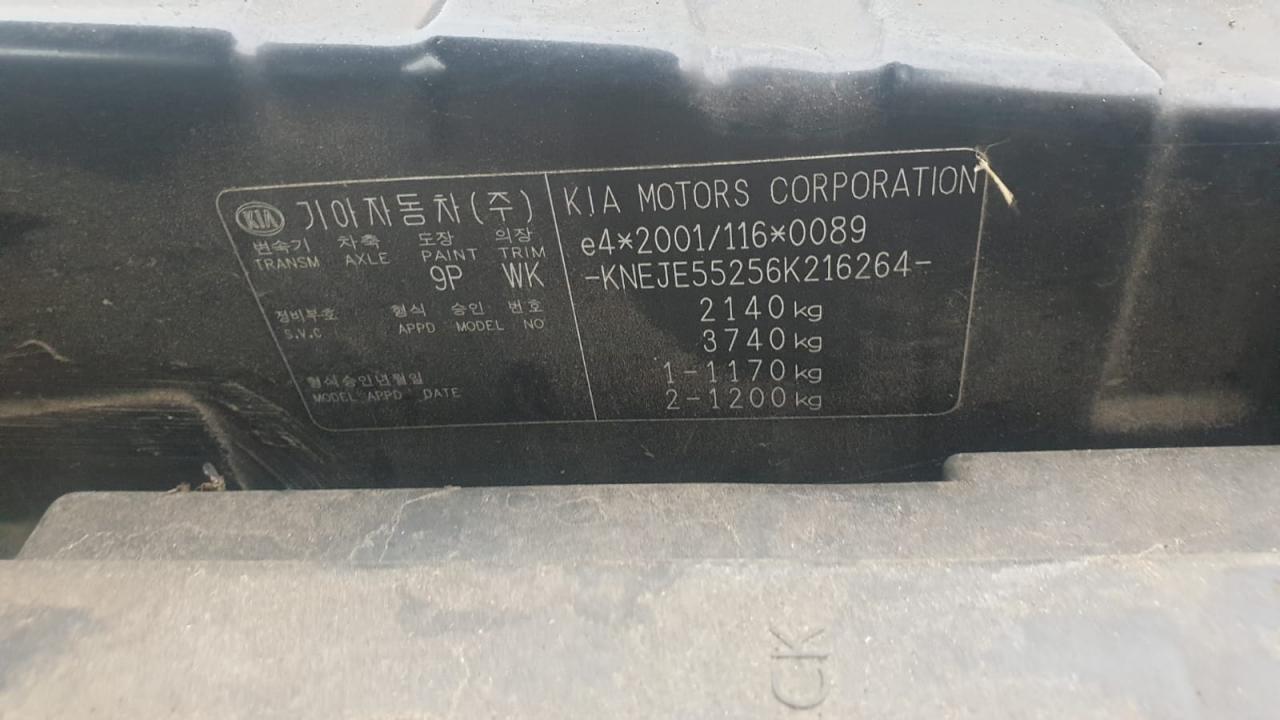 KIA 기아자동차(주)
변속기 차축 도장 의장
TRANSM AXLE PAINT TRIM
9P WK
정비부호 형식 승인 번호
S.V.C APPD MODEL NO
형식승인년월일
MODEL APPD DATE
KIA MOTORS CORPORATION
e4*2001/116*0089
-KNEJE55256K216264-
2140 kg
3740 kg
1-1170 kg
2-1200 kg
CK